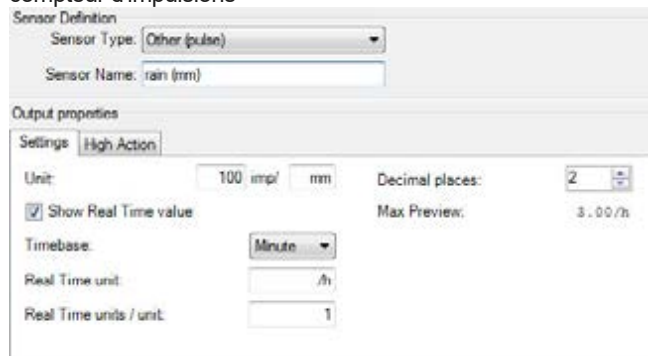 compteur d'impulsions
Sensor Definition
Sensor Type: Other (pulse)
Sensor Name: rain (mm)
Output properties
Settings High Action
Unit: 100 imp/ mm Decimal places: 2
Show Real Time value Max Preview: 3.00/h
Timebase: Minute
Real Time unit: /h
Real Time units / unit: 1